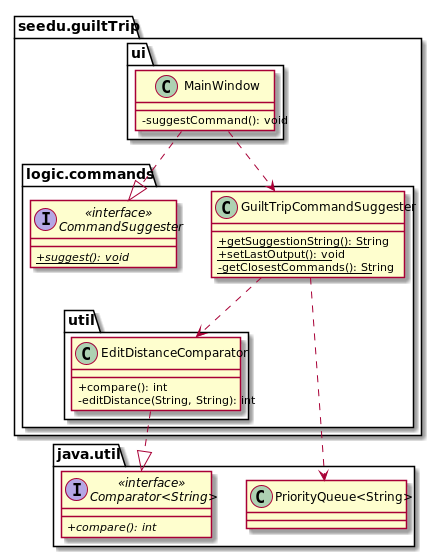 seedu.guiltTrip
ui
C MainWindow
-suggestCommand(): void
logic.commands
I «interface»
CommandSuggester
+suggest(): void
C GuiltTripCommandSuggester
+getSuggestionString(): String
+setLastOutput(): void
-getClosestCommands(): String
util
C EditDistanceComparator
+compare(): int
-editDistance(String, String): int
java.util
I «interface»
Comparator<String>
+compare(): int
C PriorityQueue<String>